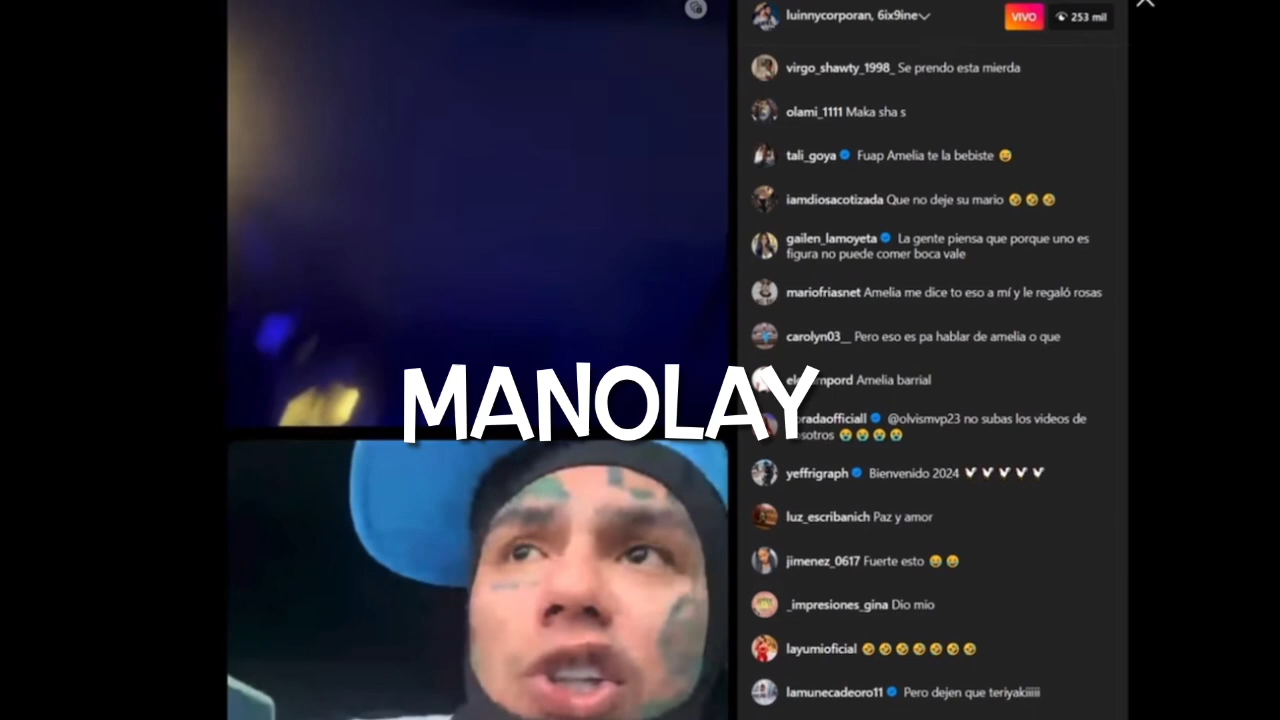 luinnycorporan, 6ix9ine
VIVO
253 mil
virgo_shawty_1998_ Se prendo esta mierda
olami_1111 Maka sha s
tali_goya Fuap Amelia te la bebiste 😄
iamdiosacotizada Que no deje su mario 🤣🤣🤣
gailen_lamoyeta La gente piensa que porque uno es
figura no puede comer boca vale
mariofriasnet Amelia me dice to eso a mí y le regaló rosas
carolyn03__ Pero eso es pa hablar de amelia o que
Amelia barrial
MANOLAY
@olvismvp23 no subas los videos de
😭😭😭😭
yeffrigraph Bienvenido 2024 🕊🕊🕊🕊🕊
luz_escribanich Paz y amor
jimenez_0617 Fuerte esto 😂😂
_impresiones_gina Dio mio
layumioficial 🤣🤣🤣🤣🤣🤣🤣
lamunecadeoro11 Pero dejen que teriyakiiiiii